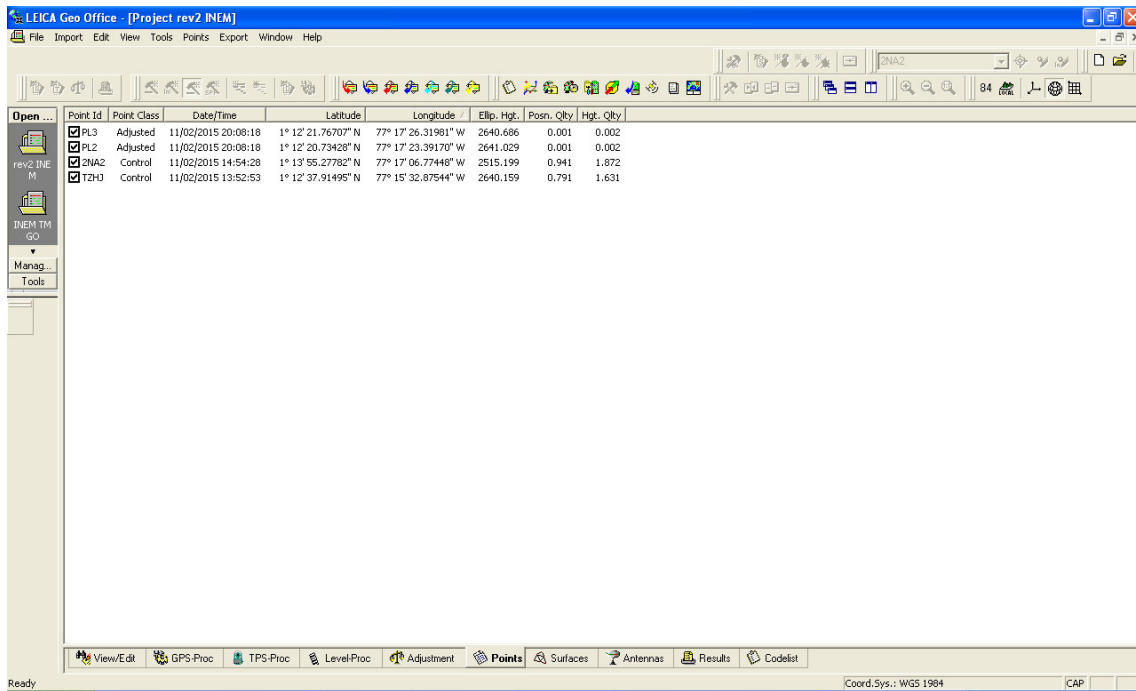 LEICA Geo Office - [Project rev2 INEM]
File Import Edit View Tools Points Export Window Help
2NA2
84
LOCAL
Open ...
rev2 INE
M
INEM TM
GO
Manag...
Tools
Point Id Point Class Date/Time Latitude Longitude Ellip. Hgt. Posn. Qlty Hgt. Qlty
PL3 Adjusted 11/02/2015 20:08:18 1° 12' 21.76707" N 77° 17' 26.31981" W 2640.686 0.001 0.002
PL2 Adjusted 11/02/2015 20:08:18 1° 12' 20.73428" N 77° 17' 23.39170" W 2641.029 0.001 0.002
2NA2 Control 11/02/2015 14:54:28 1° 13' 55.27782" N 77° 17' 06.77448" W 2515.199 0.941 1.872
TZHJ Control 11/02/2015 13:52:53 1° 12' 37.91495" N 77° 15' 32.87544" W 2640.159 0.791 1.631
View/Edit GPS-Proc TPS-Proc Level-Proc Adjustment Points Surfaces Antennas Results Codelist
Ready Coord.Sys.: WGS 1984 CAP